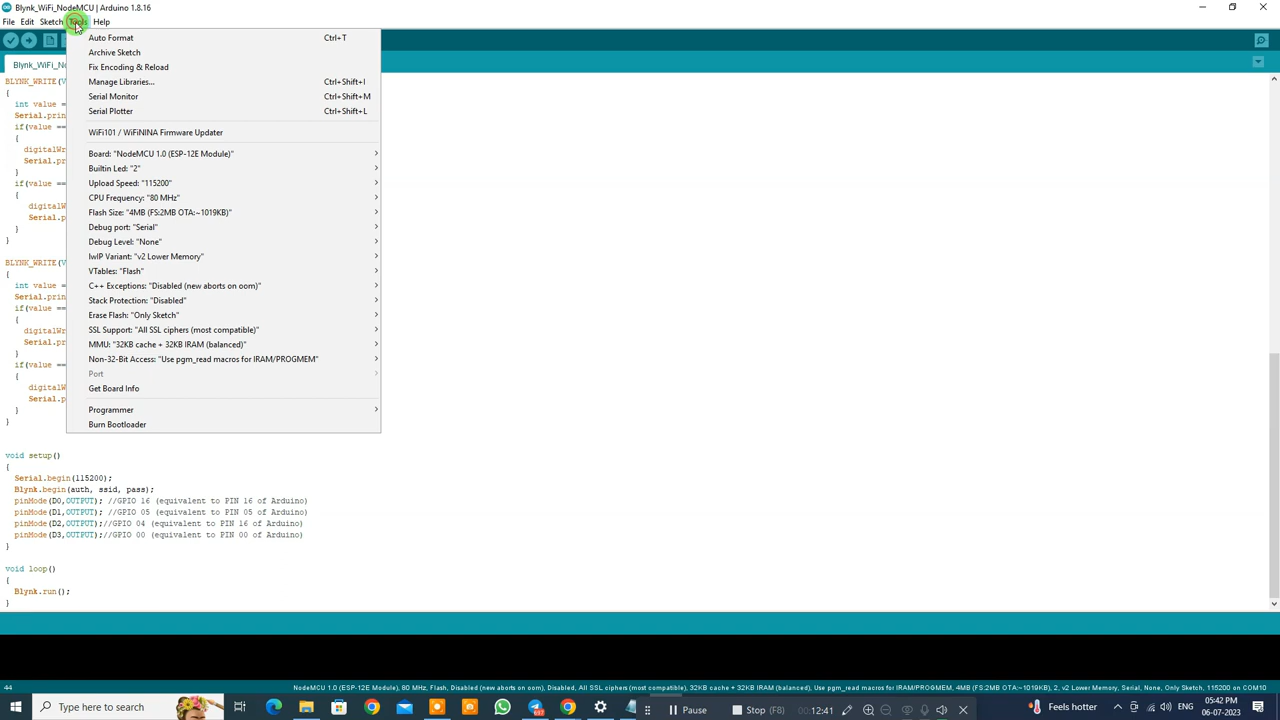 Blynk_WiFi_NodeMCU | Arduino 1.8.16
File Edit Sketch Tools Help
Auto Format Ctrl+T
Archive Sketch
Fix Encoding & Reload
Manage Libraries... Ctrl+Shift+I
Serial Monitor Ctrl+Shift+M
Serial Plotter Ctrl+Shift+L
WiFi101 / WiFiNINA Firmware Updater
Board: "NodeMCU 1.0 (ESP-12E Module)"
Builtin Led: "2"
Upload Speed: "115200"
CPU Frequency: "80 MHz"
Flash Size: "4MB (FS:2MB OTA:~1019KB)"
Debug port: "Serial"
Debug Level: "None"
lwIP Variant: "v2 Lower Memory"
VTables: "Flash"
C++ Exceptions: "Disabled (new aborts on oom)"
Stack Protection: "Disabled"
Erase Flash: "Only Sketch"
SSL Support: "All SSL ciphers (most compatible)"
MMU: "32KB cache + 32KB IRAM (balanced)"
Non-32-Bit Access: "Use pgm_read macros for IRAM/PROGMEM"
Port
Get Board Info
Programmer
Burn Bootloader
Blynk_WiFi_No
BLYNK_WRITE(V
{
int value =
Serial.prin
if(value ==
{
digitalWr
Serial.pr
}
if(value ==
{
digitalW
Serial.p
}
}
BLYNK_WRITE(V
{
int value =
Serial.prin
if(value ==
{
digitalWr
Serial.pr
}
if(value ==
{
digitalW
Serial.p
}
}
void setup()
{
Serial.begin(115200);
Blynk.begin(auth, ssid, pass);
pinMode(D0,OUTPUT); //GPIO 16 (equivalent to PIN 16 of Arduino)
pinMode(D1,OUTPUT); //GPIO 05 (equivalent to PIN 05 of Arduino)
pinMode(D2,OUTPUT);//GPIO 04 (equivalent to PIN 16 of Arduino)
pinMode(D3,OUTPUT);//GPIO 00 (equivalent to PIN 00 of Arduino)
}
void loop()
{
Blynk.run();
}
44 NodeMCU 1.0 (ESP-12E Module), 80 MHz, Flash, Disabled (new aborts on oom), Disabled, All SSL ciphers (most compatible), 32KB cache + 32KB IRAM (balanced), Use pgm_read macros for IRAM/PROGMEM, 4MB (FS:2MB OTA:~1019KB), 2, v2 Lower Memory, Serial, None, Only Sketch, 115200 on COM10
Type here to search
Pause Stop (F8) 00:12:41
Feels hotter
05:42 PM
06-07-2023